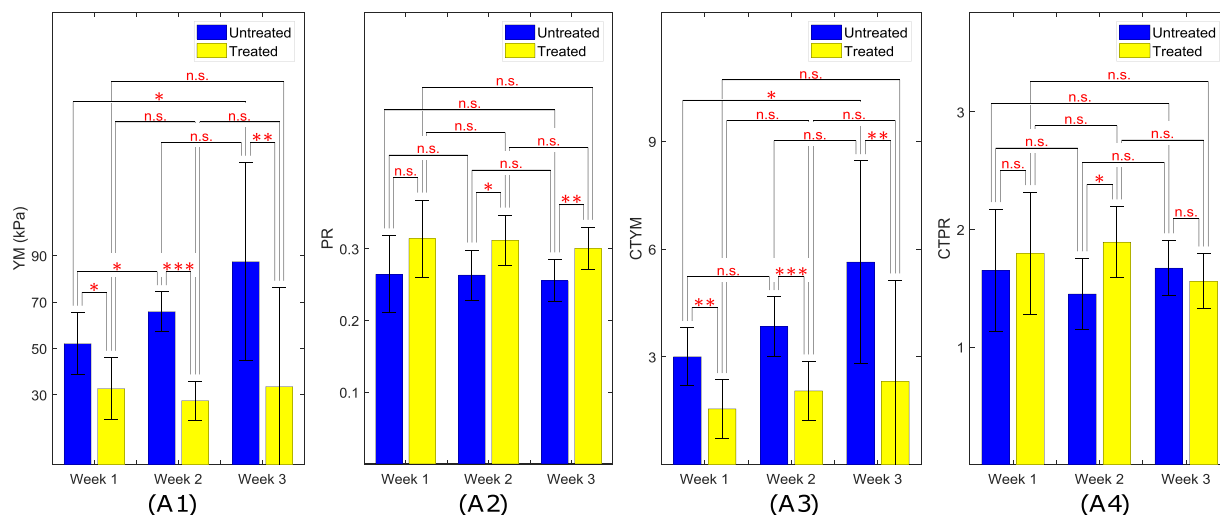 Untreated
Treated
n.s.
*
n.s. n.s.
n.s. **
* ***
*
YM (kPa)
90
70
50
30
Week 1 Week 2 Week 3
(A1)
Untreated
Treated
n.s.
n.s.
n.s. n.s.
n.s. n.s.
n.s. * **
PR
0.3
0.2
0.1
Week 1 Week 2 Week 3
(A2)
Untreated
Treated
n.s.
*
n.s. n.s.
n.s. **
n.s. ***
**
CTYM
9
6
3
Week 1 Week 2 Week 3
(A3)
Untreated
Treated
n.s.
n.s.
n.s.
n.s. n.s.
n.s.
n.s. *
n.s.
CTPR
3
2
1
Week 1 Week 2 Week 3
(A4)